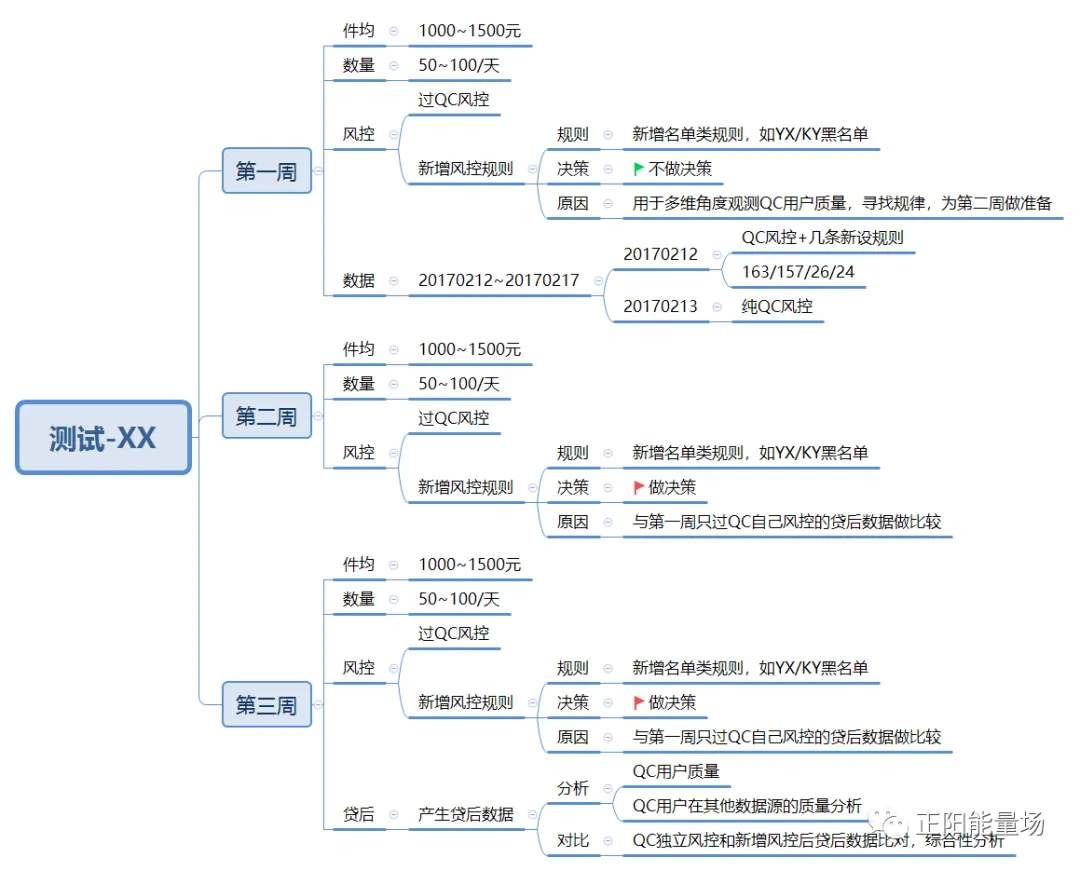 测试-XX
第一周
件均
1000~1500元
数量
50~100/天
风控
过QC风控
新增风控规则
规则
新增名单类规则，如YX/KY黑名单
决策
不做决策
原因
用于多维角度观测QC用户质量，寻找规律，为第二周做准备
数据
20170212~20170217
20170212
QC风控+几条新设规则
163/157/26/24
20170213
纯QC风控
第二周
件均
1000~1500元
数量
50~100/天
风控
过QC风控
新增风控规则
规则
新增名单类规则，如YX/KY黑名单
决策
做决策
原因
与第一周只过QC自己风控的贷后数据做比较
第三周
件均
1000~1500元
数量
50~100/天
风控
过QC风控
新增风控规则
规则
新增名单类规则，如YX/KY黑名单
决策
做决策
原因
与第一周只过QC自己风控的贷后数据做比较
贷后
产生贷后数据
分析
QC用户质量
QC用户在其他数据源的质量分析
对比
QC独立风控和新增风控后贷后数据比对，综合性分析
正阳能量场